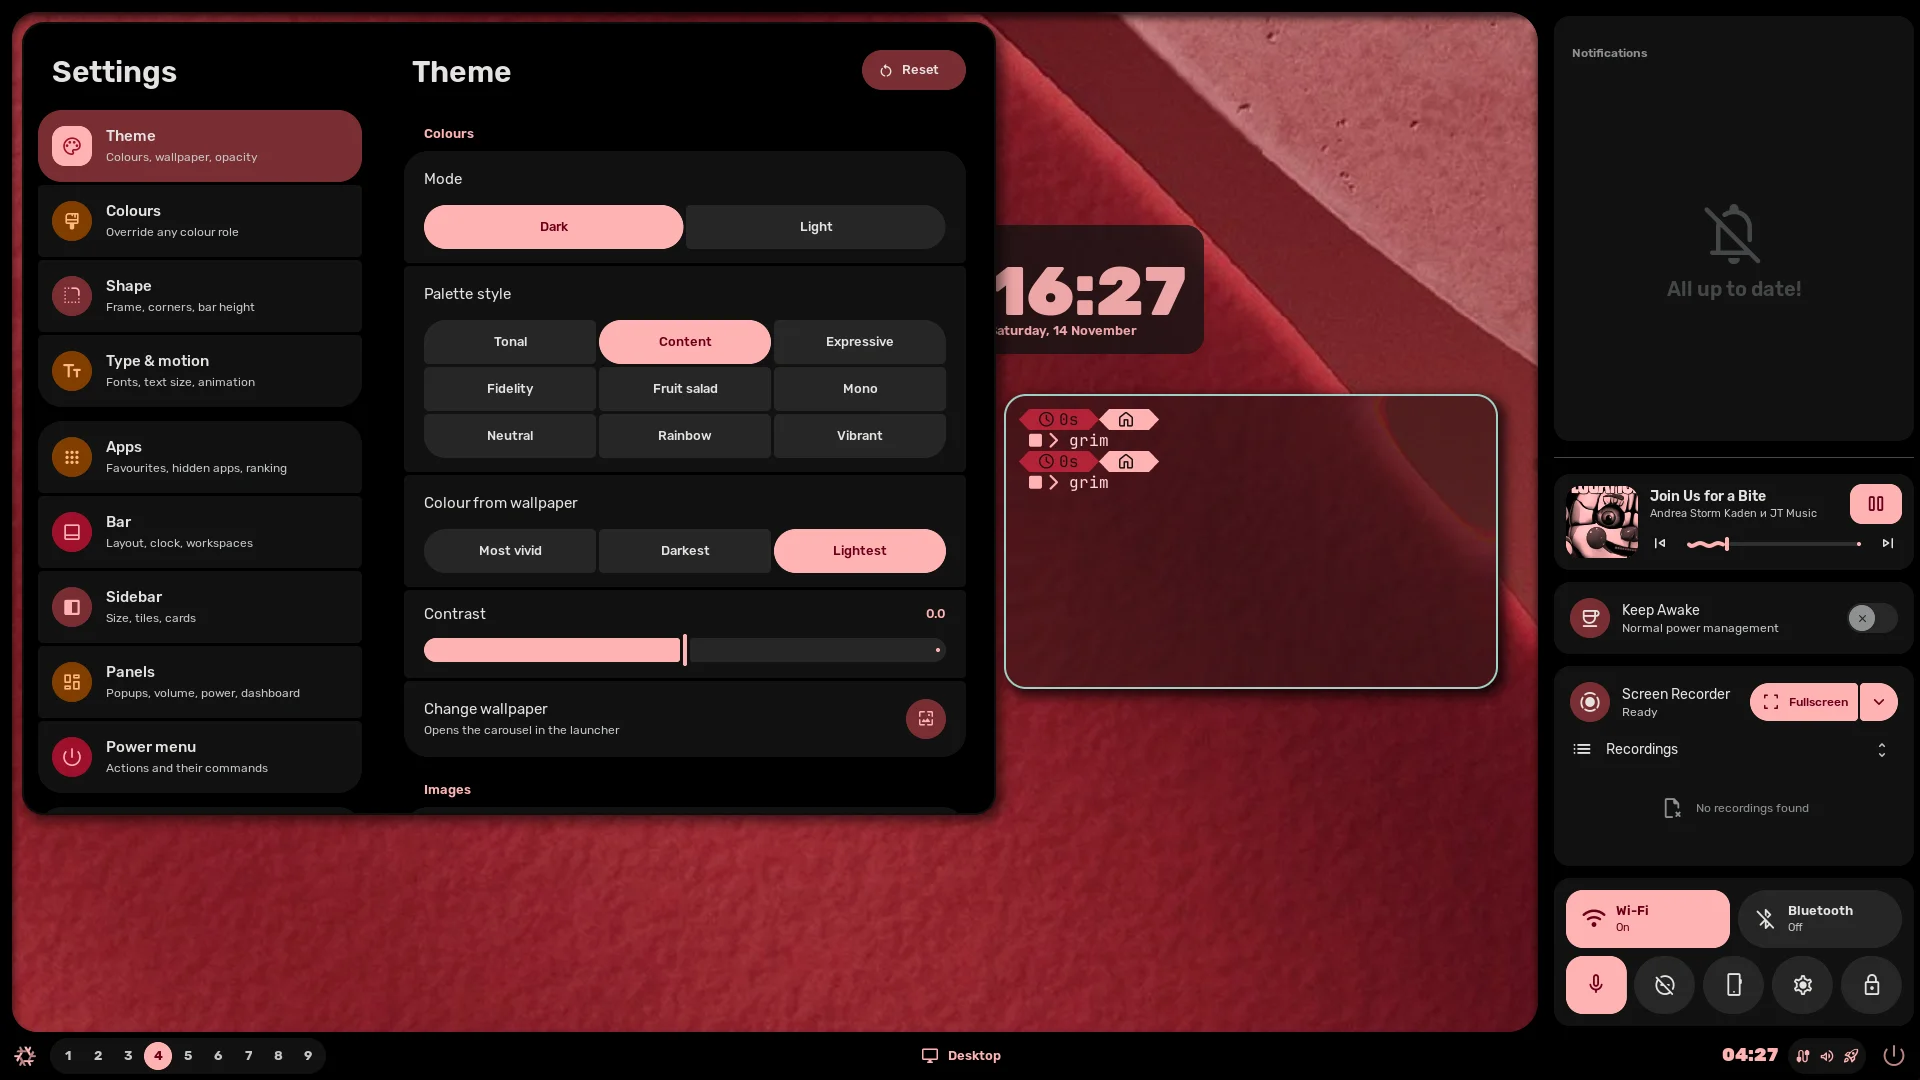 Settings
Theme
Colours, wallpaper, opacity
Colours
Override any colour role
Shape
Frame, corners, bar height
Type & motion
Fonts, text size, animation
Apps
Favourites, hidden apps, ranking
Bar
Layout, clock, workspaces
Sidebar
Size, tiles, cards
Panels
Popups, volume, power, dashboard
Power menu
Actions and their commands
Theme
Reset
Colours
Mode
Dark
Light
Palette style
Tonal
Content
Expressive
Fidelity
Fruit salad
Mono
Neutral
Rainbow
Vibrant
Colour from wallpaper
Most vivid
Darkest
Lightest
Contrast
0.0
Change wallpaper
Opens the carousel in the launcher
Images
16:27
aturday, 14 November
0s
grim
0s
grim
Notifications
All up to date!
Join Us for a Bite
Andrea Storm Kaden и JT Music
Keep Awake
Normal power management
Screen Recorder
Ready
Fullscreen
Recordings
No recordings found
Wi-Fi
On
Bluetooth
Off
1 2 3 4 5 6 7 8 9
Desktop
04:27